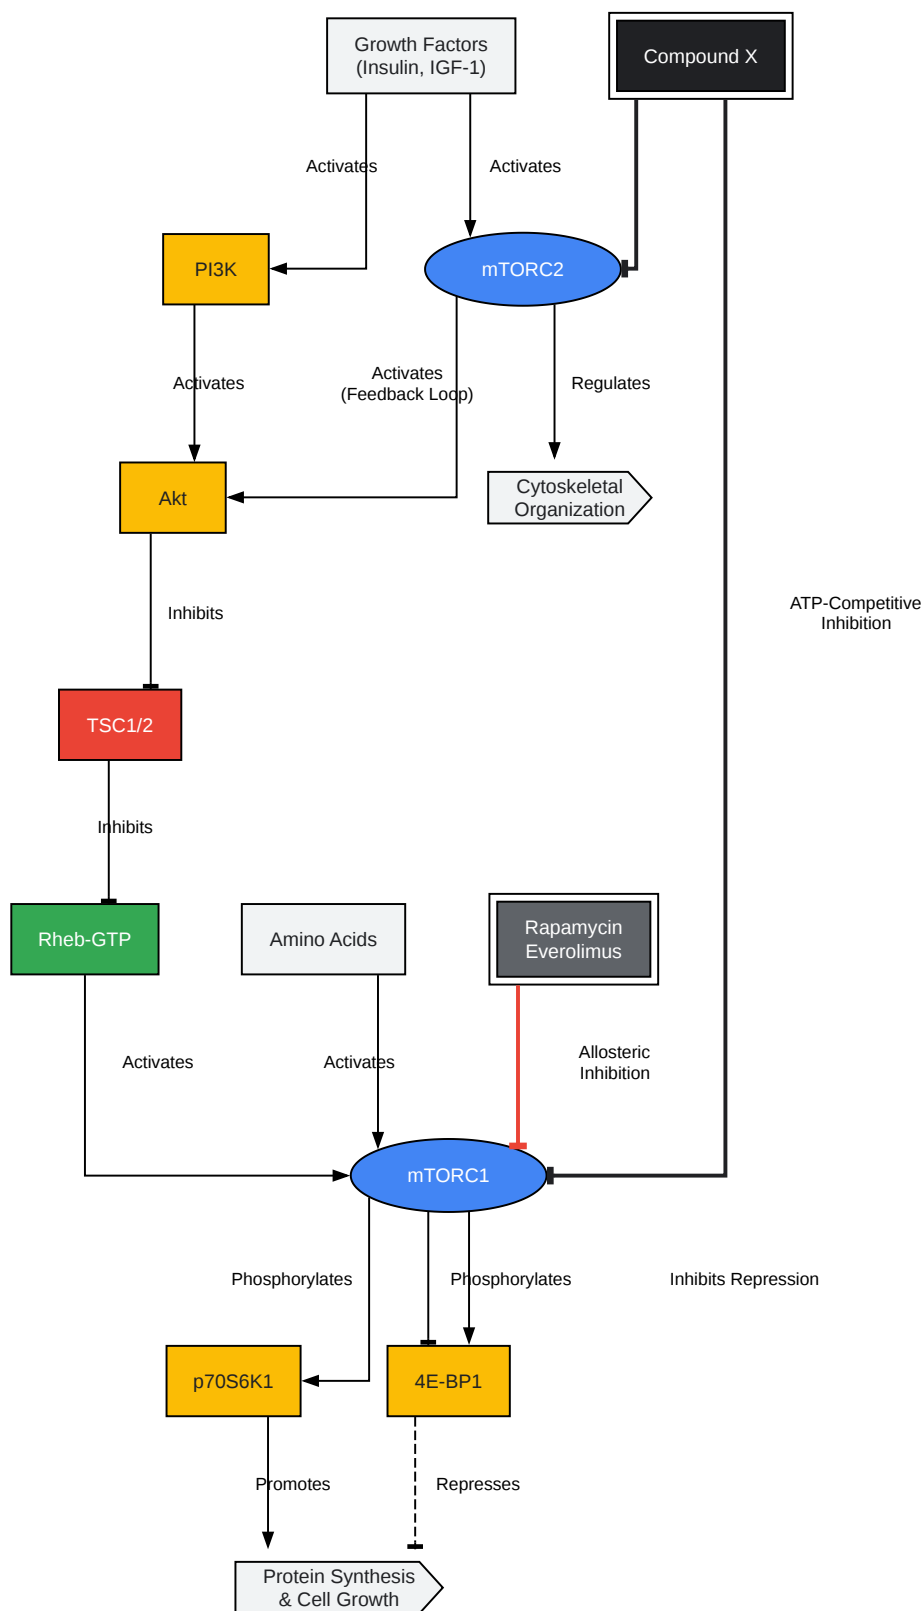 Growth Factors
(Insulin, IGF-1)
Compound X
Activates
Activates
PI3K
mTORC2
Activates
Activates
(Feedback Loop)
Regulates
Akt
Cytoskeletal
Organization
ATP-Competitive
Inhibition
Inhibits
TSC1/2
Inhibits
Rheb-GTP
Amino Acids
Rapamycin
Everolimus
Activates
Activates
Allosteric
Inhibition
mTORC1
Phosphorylates
Phosphorylates
Inhibits Repression
p70S6K1
4E-BP1
Promotes
Represses
Protein Synthesis
& Cell Growth